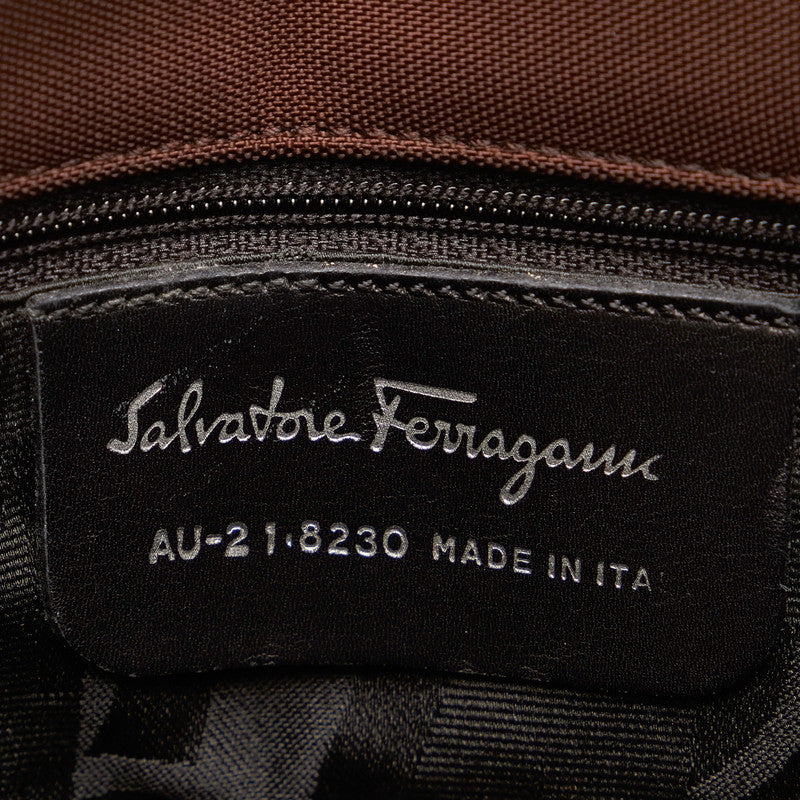 Salvatore Ferragamo
AU-21 8230 MADE IN ITA